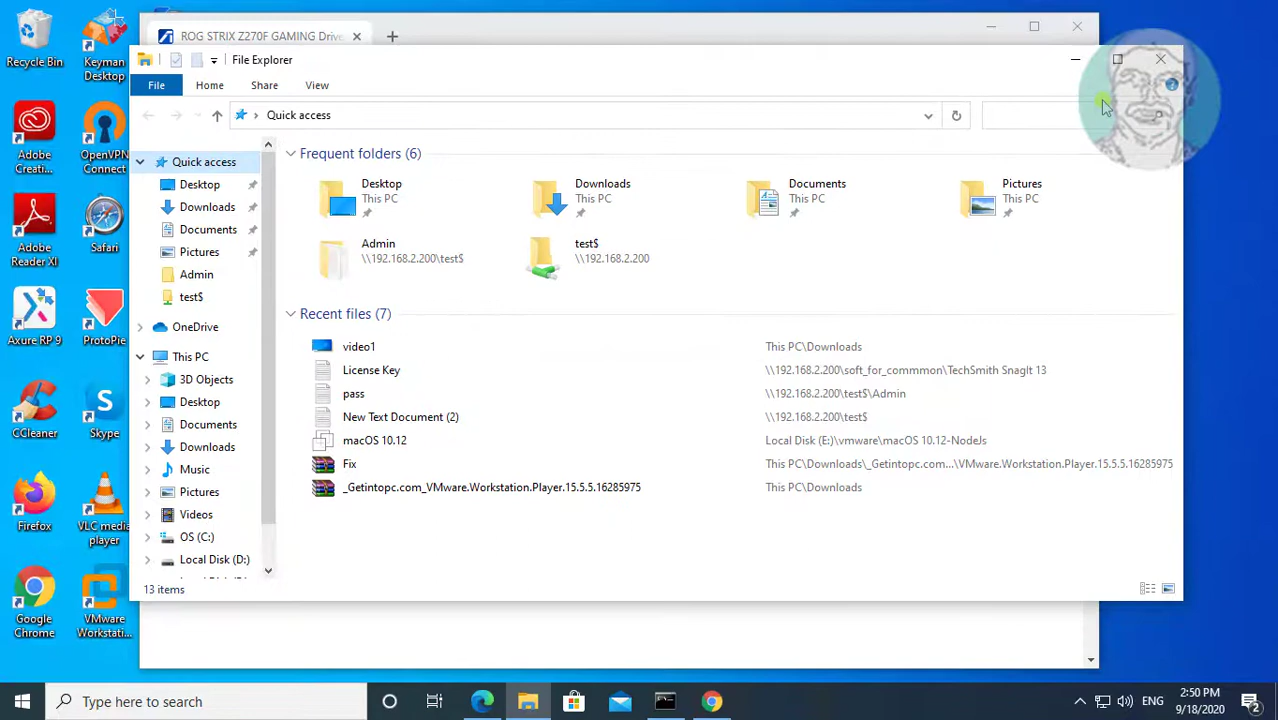 Recycle Bin
Keyman Desktop
Adobe Creati...
OpenVPN Connect
Adobe Reader XI
Safari
Axure RP 9
ProtoPie
CCleaner
Skype
Firefox
VLC media player
Google Chrome
VMware Workstati...
ROG STRIX Z270F GAMING Drive
File Explorer
File Home Share View
Quick access
Quick access
Desktop
Downloads
Documents
Pictures
Admin
test$
OneDrive
This PC
3D Objects
Desktop
Documents
Downloads
Music
Pictures
Videos
OS (C:)
Local Disk (D:)
Frequent folders (6)
Desktop
This PC
Downloads
This PC
Documents
This PC
Pictures
This PC
Admin
\\192.168.2.200\test$
test$
\\192.168.2.200
Recent files (7)
video1 This PC\Downloads
License Key \\192.168.2.200\soft_for_commmon\TechSmith SnagIt 13
pass \\192.168.2.200\test$\Admin
New Text Document (2) \\192.168.2.200\test$
macOS 10.12 Local Disk (E:)\vmware\macOS 10.12-NodeJs
Fix This PC\Downloads\_Getintopc.com...\VMware.Workstation.Player.15.5.5.16285975
_Getintopc.com_VMware.Workstation.Player.15.5.5.16285975 This PC\Downloads
13 items
Type here to search
ENG
2:50 PM
9/18/2020
2